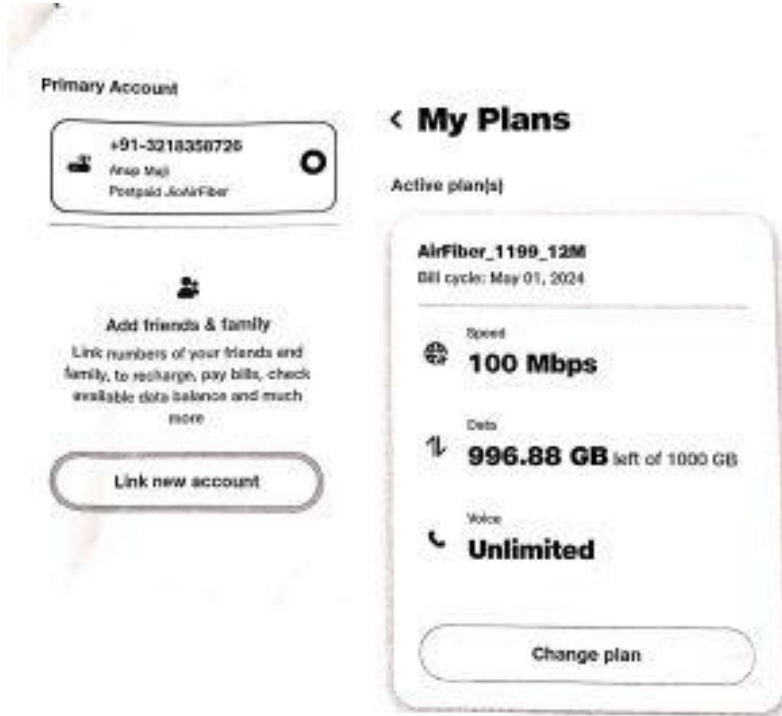 Primary Account
+91-3218358726
Anup Maji
Postpaid JioAirFiber
Add friends & family
Link numbers of your friends and
family, to recharge, pay bills, check
available data balance and much
more
Link new account
< My Plans
Active plan(s)
AirFiber_1199_12M
Bill cycle: May 01, 2024
Speed
100 Mbps
Data
996.88 GB left of 1000 GB
Voice
Unlimited
Change plan